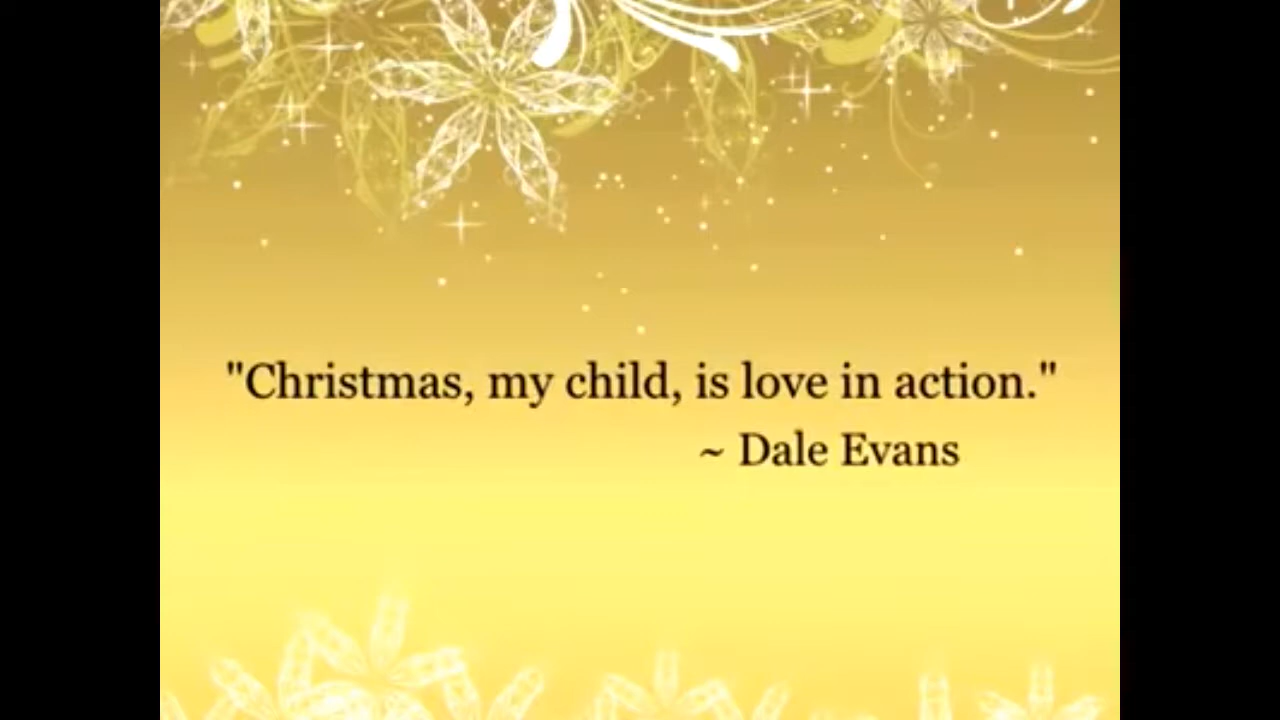 "Christmas, my child, is love in action."
~ Dale Evans